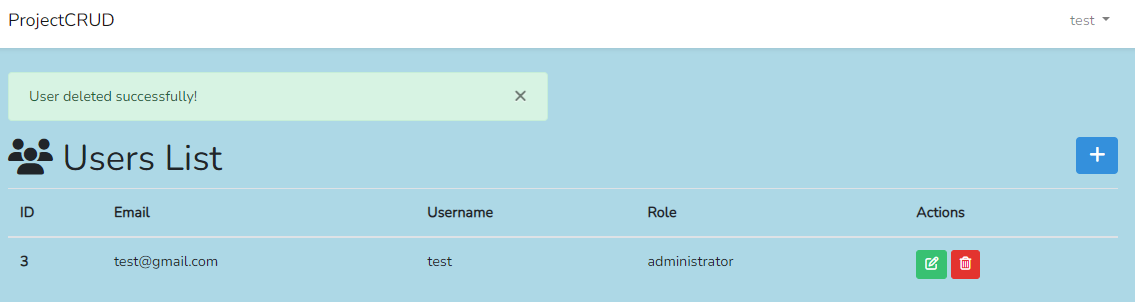 ProjectCRUD
test
User deleted successfully!
Users List
ID Email Username Role Actions
3 test@gmail.com test administrator